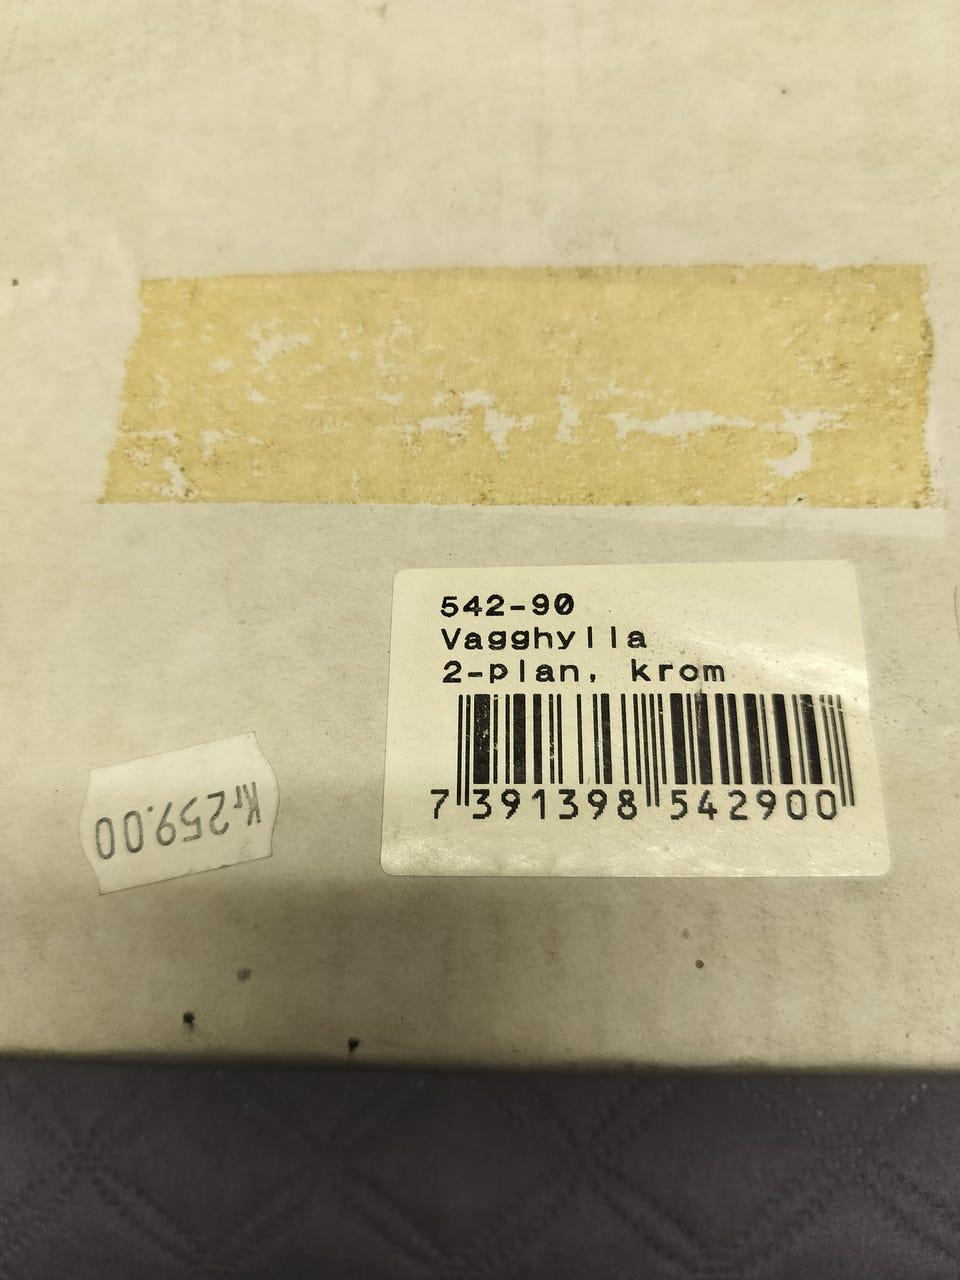 542-90
Vagghylla
2-plan, krom
7 391398 542900
Kr259.00